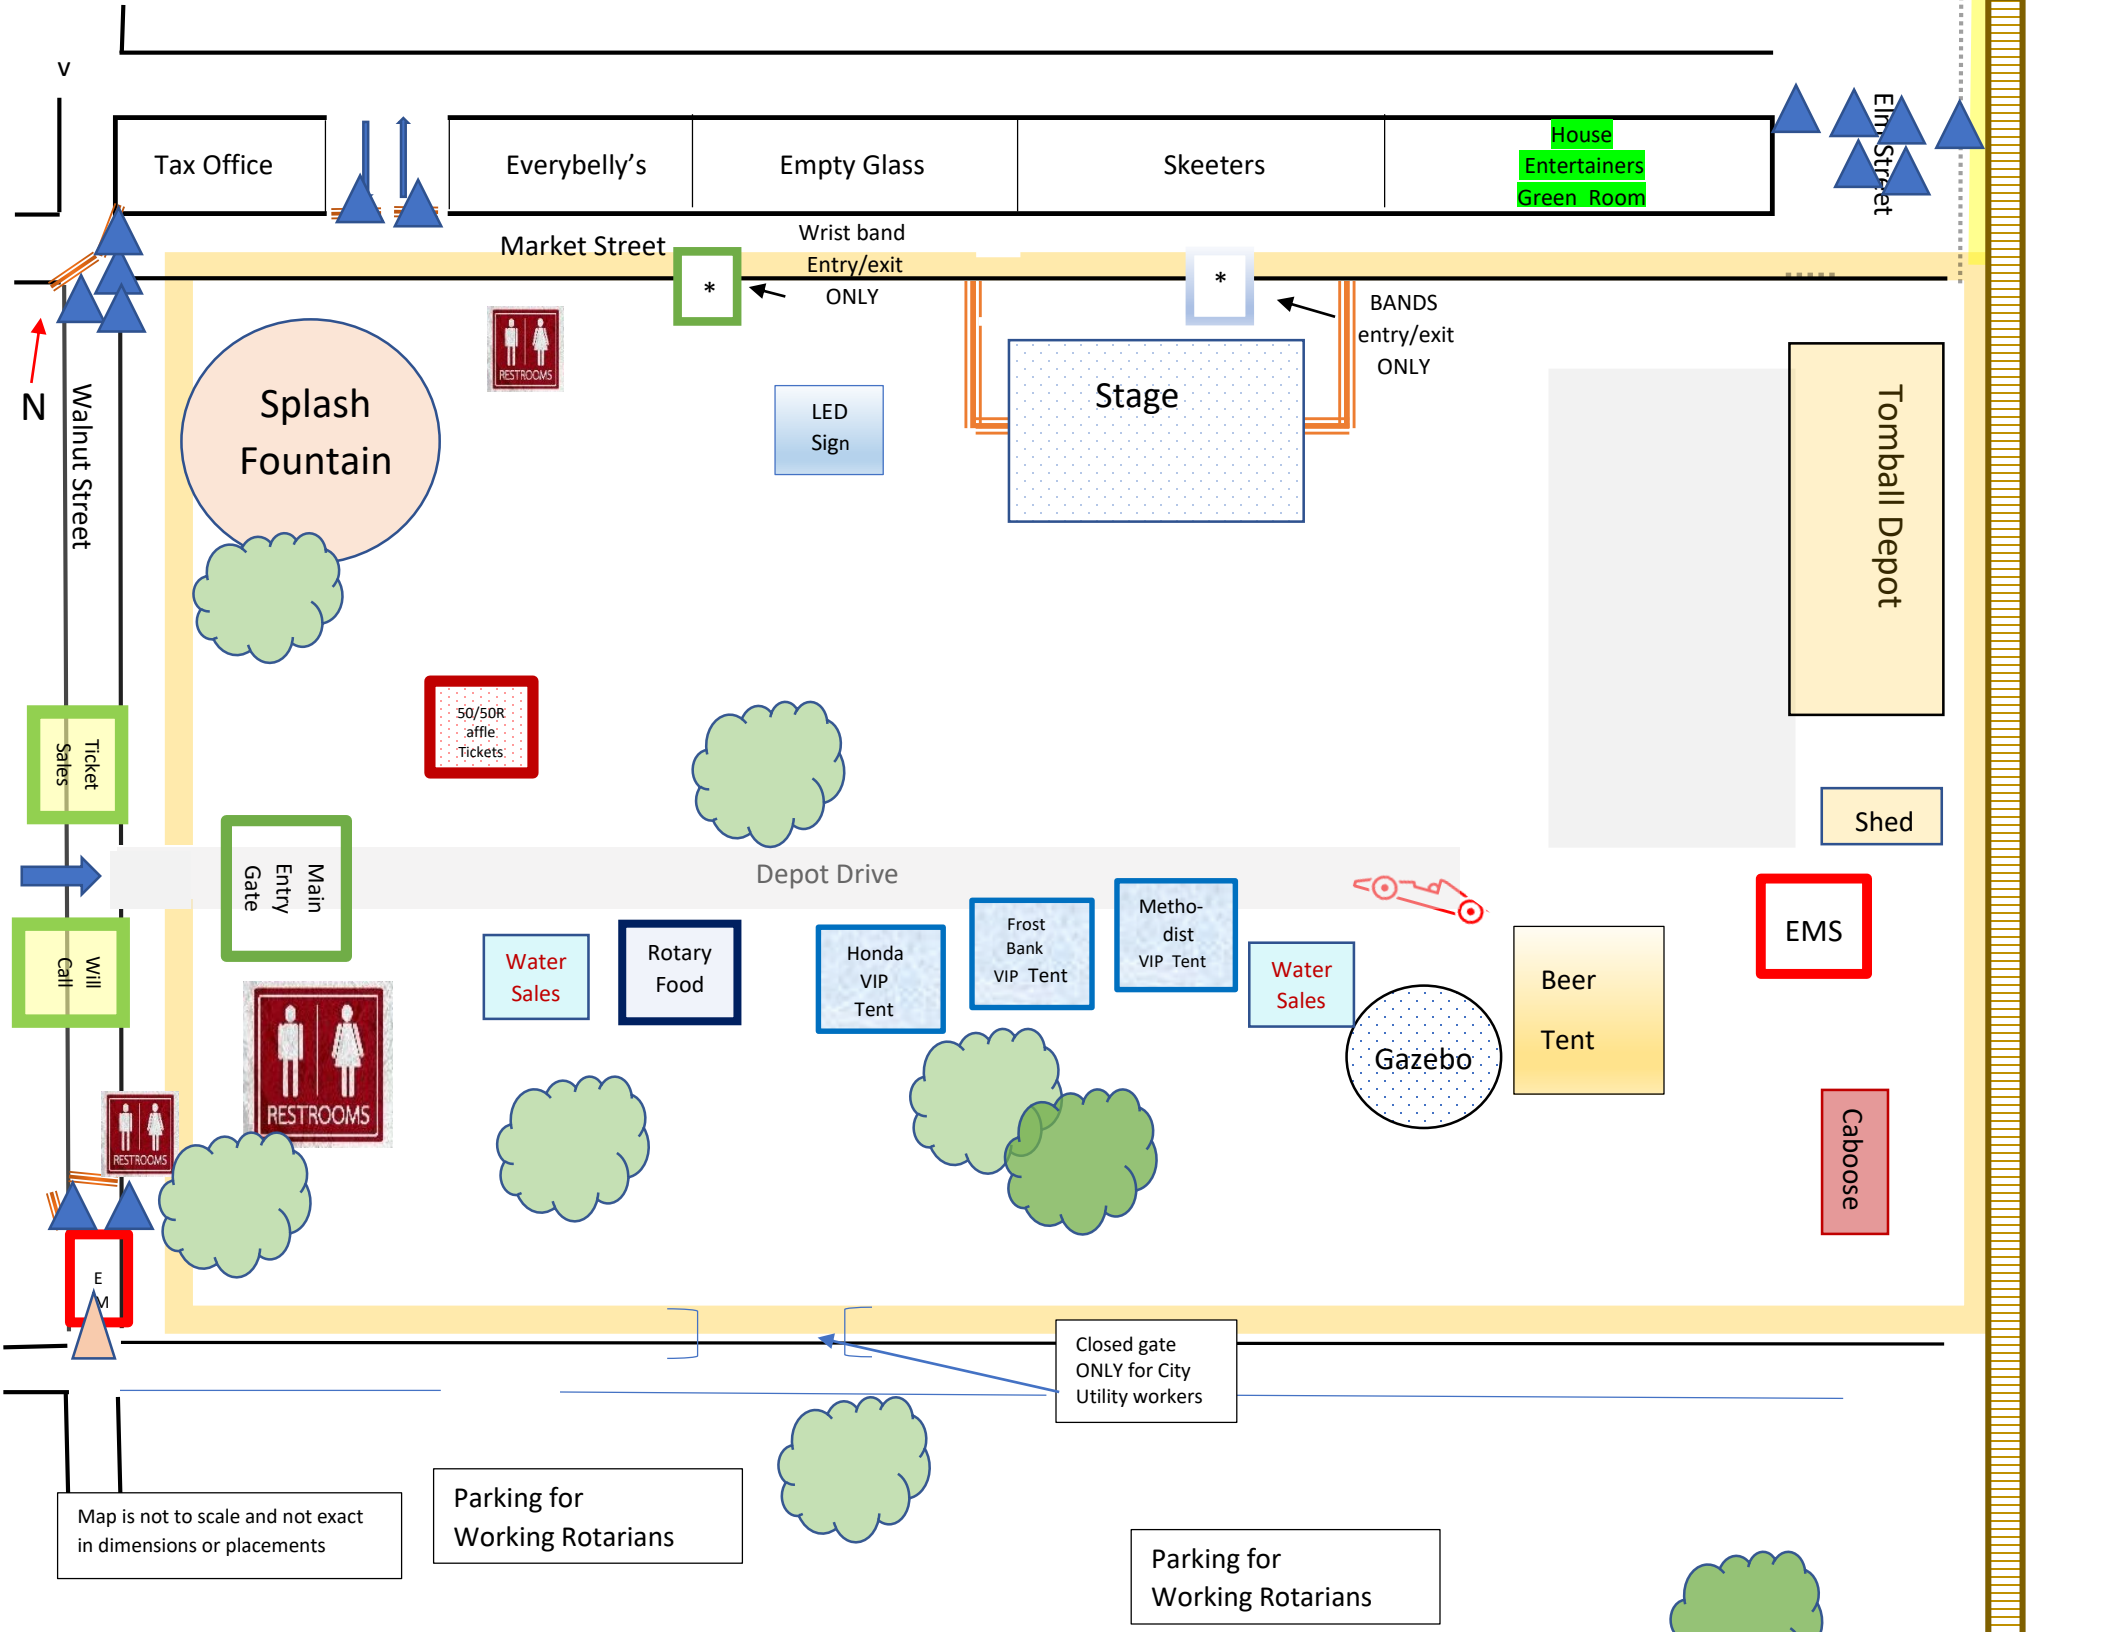 v
Elm Street
Tax Office
Everybelly's
Empty Glass
Skeeters
House
Entertainers
Green Room
Market Street
Wrist band
Entry/exit
ONLY
*
*
BANDS
entry/exit
ONLY
N
Walnut Street
Splash
Fountain
RESTROOMS
LED
Sign
Stage
Tomball Depot
50/50R
affle
Tickets
Ticket
Sales
Shed
Main
Entry
Gate
Depot Drive
Will
Call
Water
Sales
Rotary
Food
Honda
VIP
Tent
Frost
Bank
VIP Tent
Metho-
dist
VIP Tent
Water
Sales
Gazebo
Beer
Tent
EMS
Caboose
RESTROOMS
RESTROOMS
E
M
Closed gate
ONLY for City
Utility workers
Map is not to scale and not exact
in dimensions or placements
Parking for
Working Rotarians
Parking for
Working Rotarians